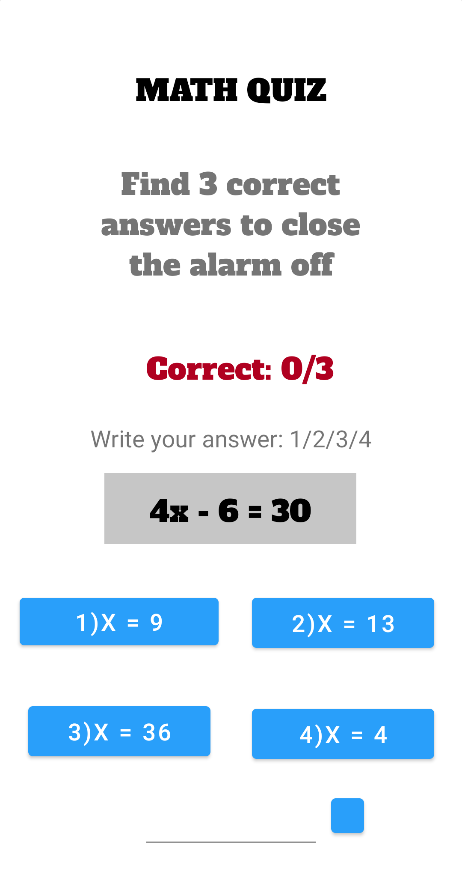 MATH QUIZ
Find 3 correct
answers to close
the alarm off
Correct: 0/3
Write your answer: 1/2/3/4
4x - 6 = 30
1)X = 9
2)X = 13
3)X = 36
4)X = 4